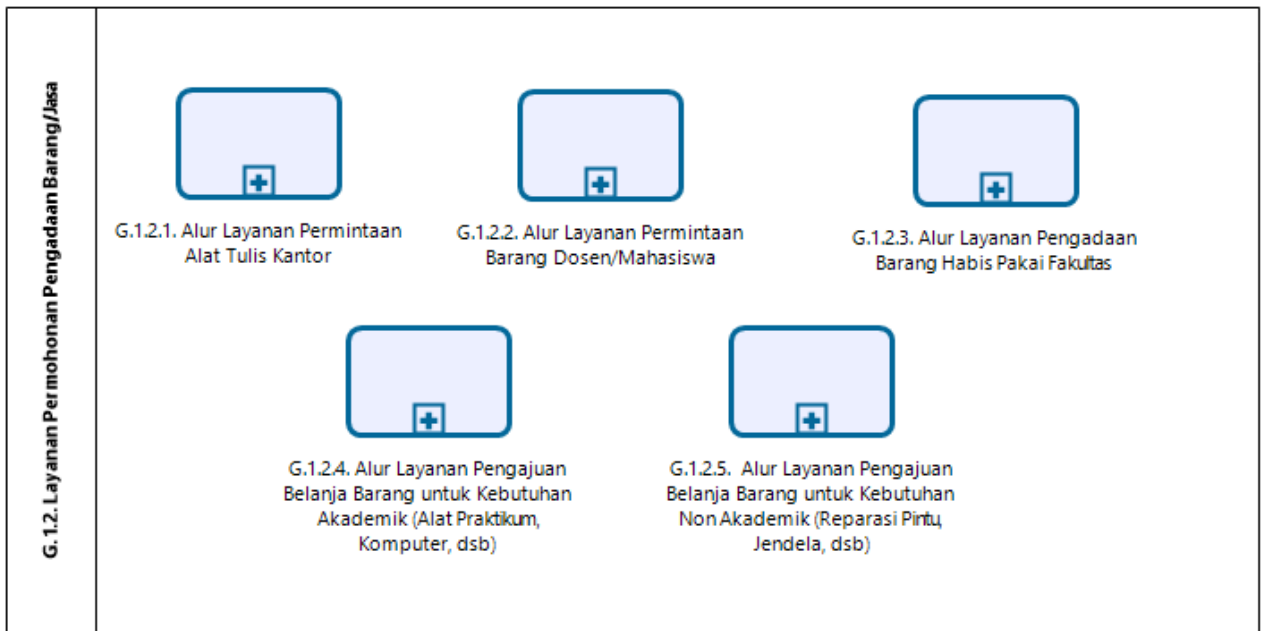 G.1.2. Layanan Permohonan Pengadaan Barang/Jasa
G.1.2.1. Alur Layanan Permintaan
Alat Tulis Kantor
G.1.2.2. Alur Layanan Permintaan
Barang Dosen/Mahasiswa
G.1.2.3. Alur Layanan Pengadaan
Barang Habis Pakai Fakultas
G.1.2.4. Alur Layanan Pengajuan
Belanja Barang untuk Kebutuhan
Akademik (Alat Praktikum,
Komputer, dsb)
G.1.2.5. Alur Layanan Pengajuan
Belanja Barang untuk Kebutuhan
Non Akademik (Reparasi Pintu,
Jendela, dsb)